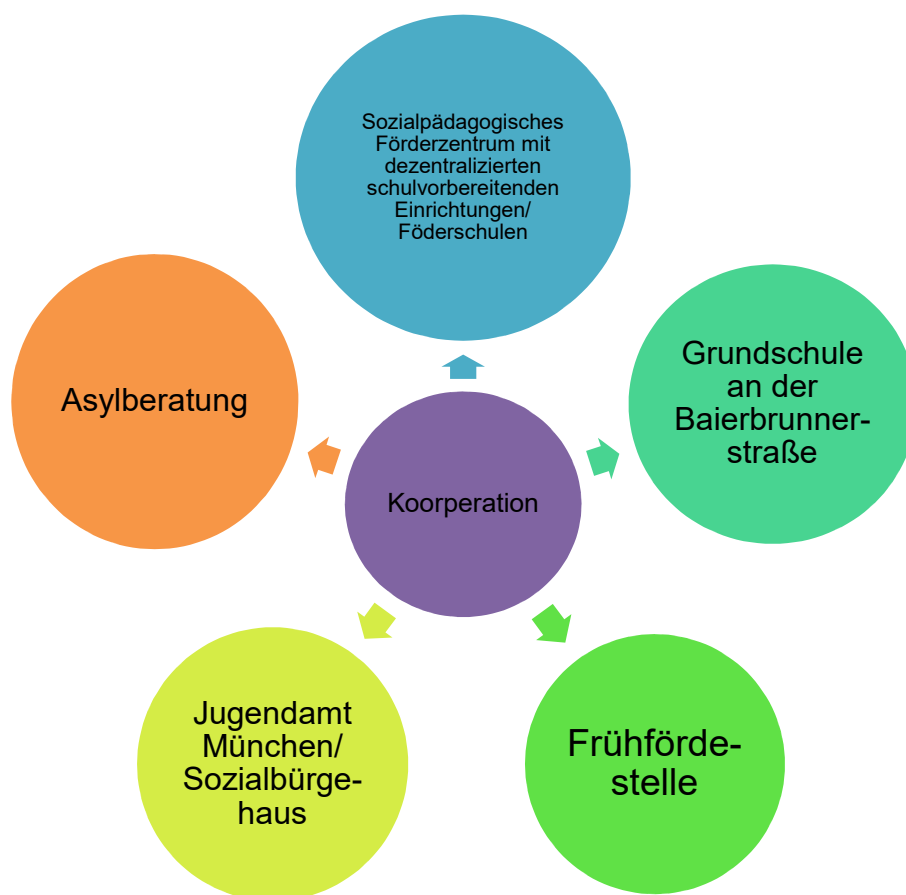 Sozialpädagogisches
Förderzentrum mit
dezentralizierten
schulvorbereitenden
Einrichtungen/
Föderschulen
Grundschule
an der
Baierbrunner-
straße
Asylberatung
Koorperation
Jugendamt
München/
Sozialbürge-
haus
Frühförde-
stelle